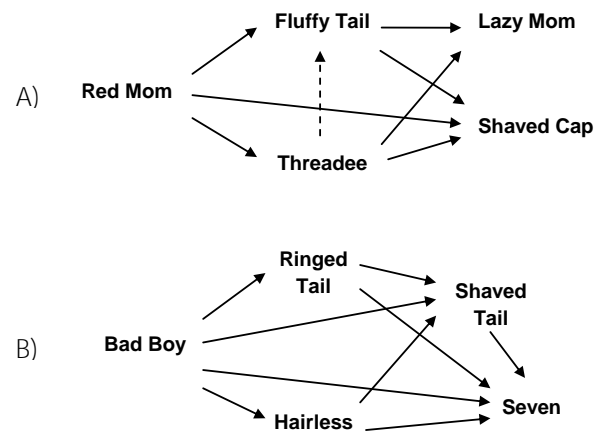 Fluffy Tail
Lazy Mom
A)
Red Mom
Shaved Cap
Threadee
Ringed
Tail
Shaved
Tail
B)
Bad Boy
Seven
Hairless